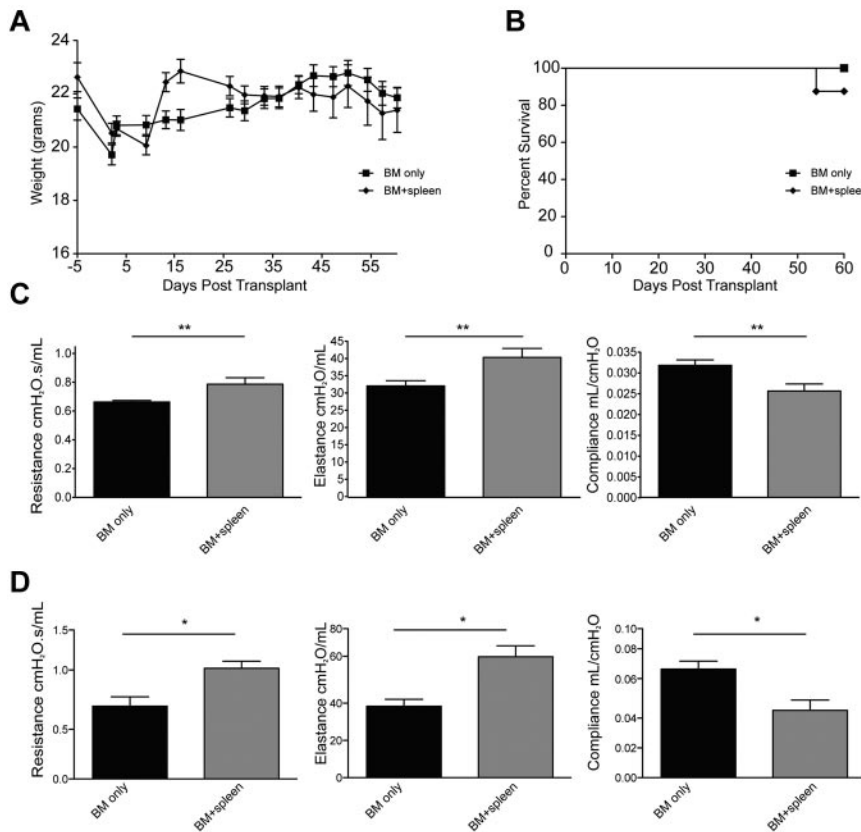 A
24
22
20
18
16
-5
5
15
25
35
45
55
Weight (grams)
Days Post Transplant
BM only
BM+spleen
B
100
80
60
40
20
0
0
10
20
30
40
50
60
Percent Survival
Days Post Transplant
BM only
BM+splee
C
**
1.0
0.8
0.6
0.4
0.2
0.0
Resistance cmH₂O.s/mL
BM only
BM+spleen
**
45
40
35
30
25
20
15
10
5
0
Elastance cmH₂O/mL
BM only
BM+spleen
**
0.035
0.030
0.025
0.020
0.015
0.010
0.005
0.000
Compliance mL/cmH₂O
BM only
BM+spleen
D
*
1.5
1.0
0.5
0.0
Resistance cmH₂O.s/mL
BM only
BM+spleen
*
80
60
40
20
0
Elastance cmH₂O/mL
BM only
BM+spleen
*
0.10
0.08
0.06
0.04
0.02
0.00
Compliance mL/cmH₂O
BM only
BM+spleen